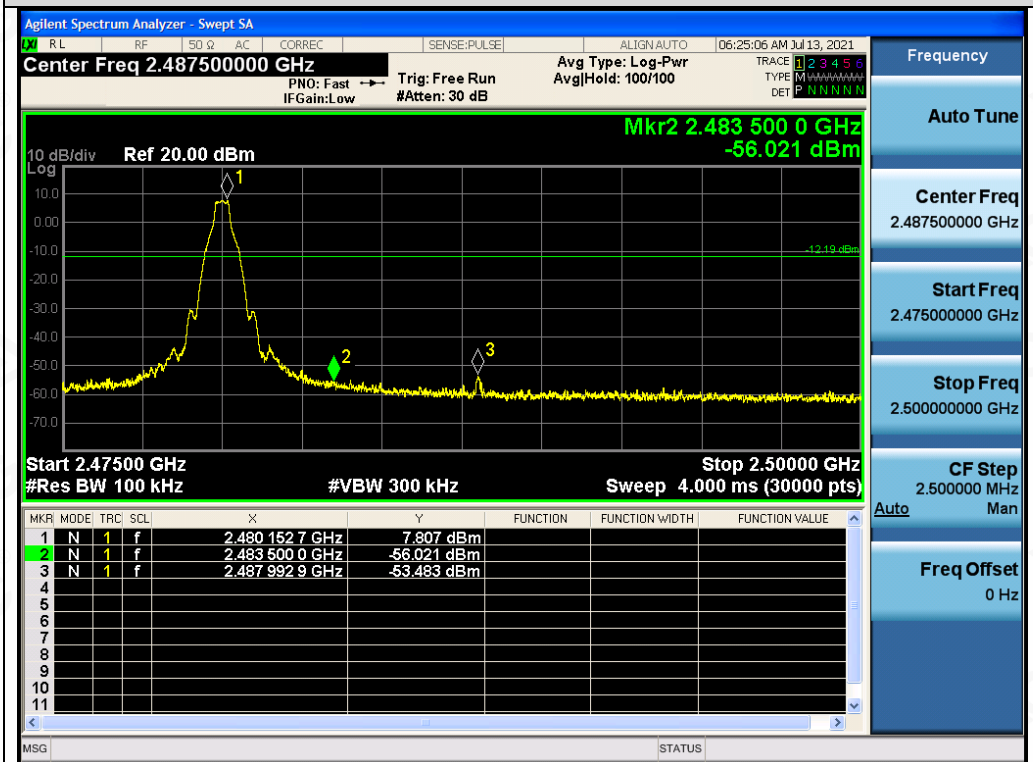 Agilent Spectrum Analyzer - Swept SA
LXI RL RF 50 Ω AC CORREC SENSE:PULSE ALIGN AUTO 06:25:06 AM Jul 13, 2021
Center Freq 2.487500000 GHz
PNO: Fast
IFGain:Low
Trig: Free Run
#Atten: 30 dB
Avg Type: Log-Pwr
Avg|Hold: 100/100
TRACE 1 2 3 4 5 6
TYPE M WWWWW
DET P N N N N N
Mkr2 2.483 500 0 GHz
-56.021 dBm
10 dB/div Ref 20.00 dBm
Log
10.0
0.00
-10.0
-20.0
-30.0
-40.0
-50.0
-60.0
-70.0
1
-12.19 dBm
2
3
Start 2.47500 GHz Stop 2.50000 GHz
#Res BW 100 kHz #VBW 300 kHz Sweep 4.000 ms (30000 pts)
MKR MODE TRC SCL X Y FUNCTION FUNCTION WIDTH FUNCTION VALUE
1 N 1 f 2.480 152 7 GHz 7.807 dBm
2 N 1 f 2.483 500 0 GHz -56.021 dBm
3 N 1 f 2.487 992 9 GHz -53.483 dBm
4
5
6
7
8
9
10
11
MSG STATUS
Frequency
Auto Tune
Center Freq
2.487500000 GHz
Start Freq
2.475000000 GHz
Stop Freq
2.500000000 GHz
CF Step
2.500000 MHz
Auto Man
Freq Offset
0 Hz